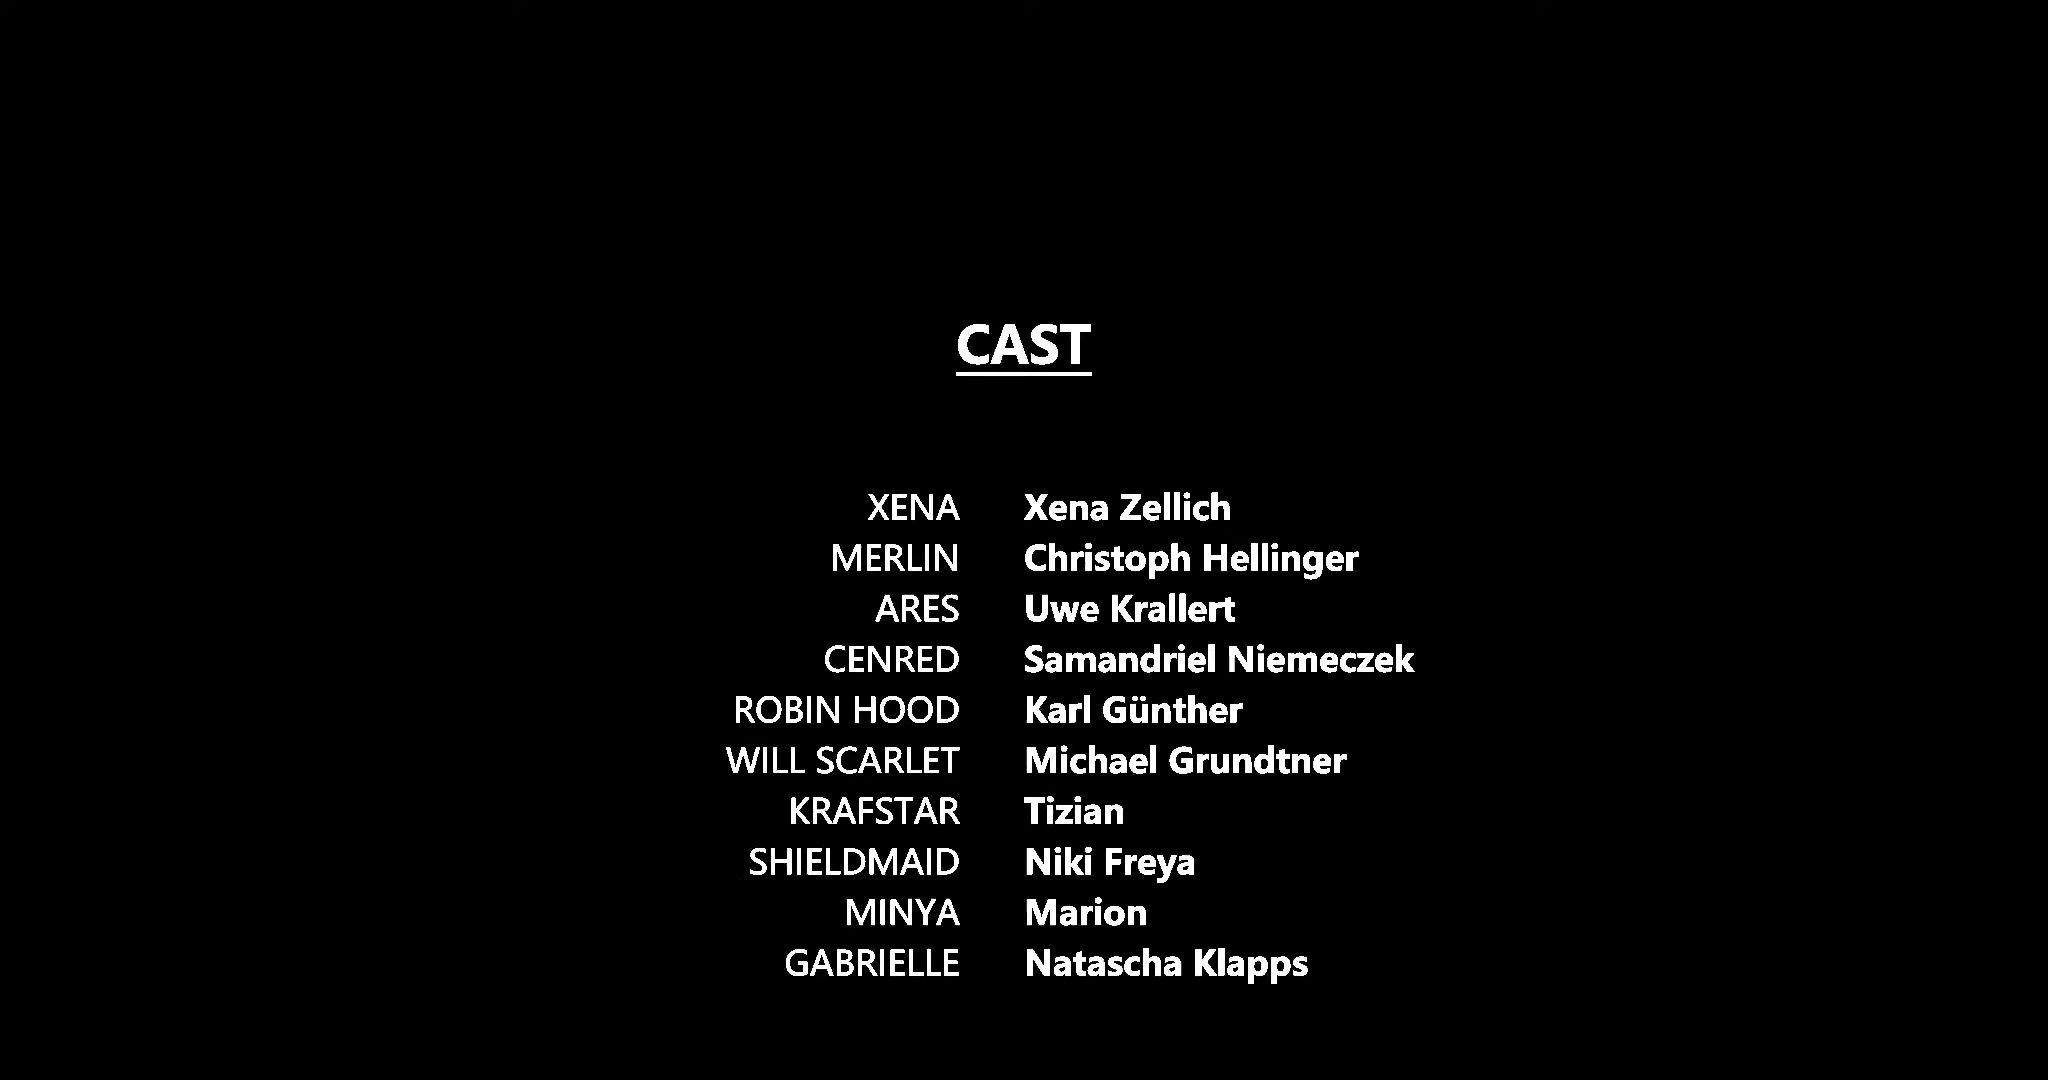 CAST
XENA Xena Zellich
MERLIN Christoph Hellinger
ARES Uwe Krallert
CENRED Samandriel Niemeczek
ROBIN HOOD Karl Günther
WILL SCARLET Michael Grundtner
KRAFSTAR Tizian
SHIELDMAID Niki Freya
MINYA Marion
GABRIELLE Natascha Klapps